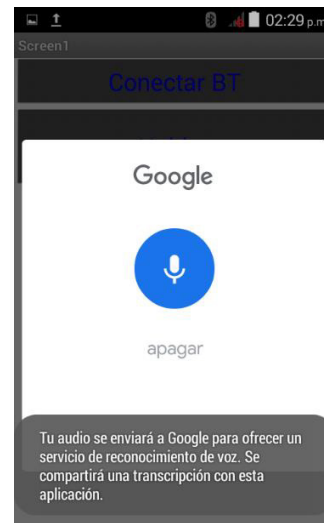 02:29 p.m
Screen1
Conectar BT
Google
apagar
Tu audio se enviará a Google para ofrecer un
servicio de reconocimiento de voz. Se
compartirá una transcripción con esta
aplicación.